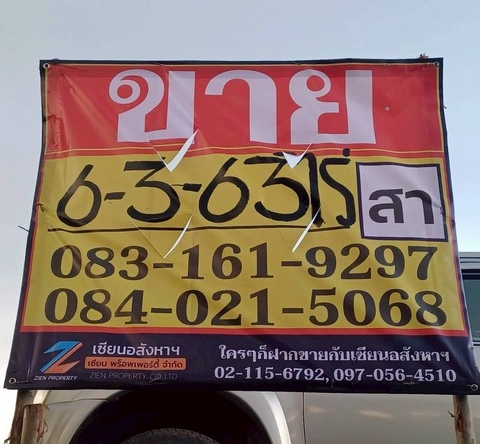 ขาย
6-3-63 ไร่
สา
083-161-9297
084-021-5068
เซียนอสังหาฯ
เซียน พร็อพเพอร์ตี้ จำกัด
ZIEN PROPERTY
ZIEN PROPERTY CO.,LTD.
ใครๆก็ฝากขายกับเซียนอสังหาฯ
02-115-6792, 097-056-4510